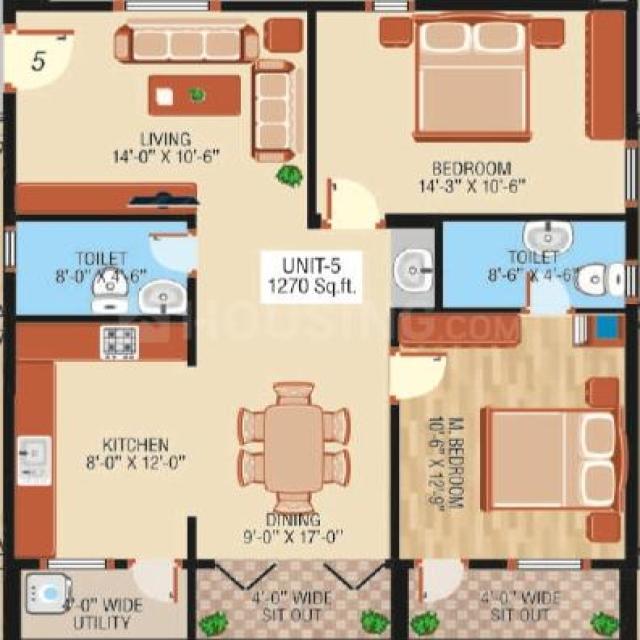 5
LIVING
14'-0" X 10'-6"
BEDROOM
14'-3" X 10'-6"
TOILET
8'-0" X 4'-6"
UNIT-5
1270 Sq.ft.
TOILET
8'-6" X 4'-6"
HOUSING.COM
KITCHEN
8'-0" X 12'-0"
M. BEDROOM
10'-6" X 12'-9"
DINING
9'-0" X 17'-0"
4'-0" WIDE
UTILITY
4'-0" WIDE
SIT OUT
4'-0" WIDE
SIT OUT